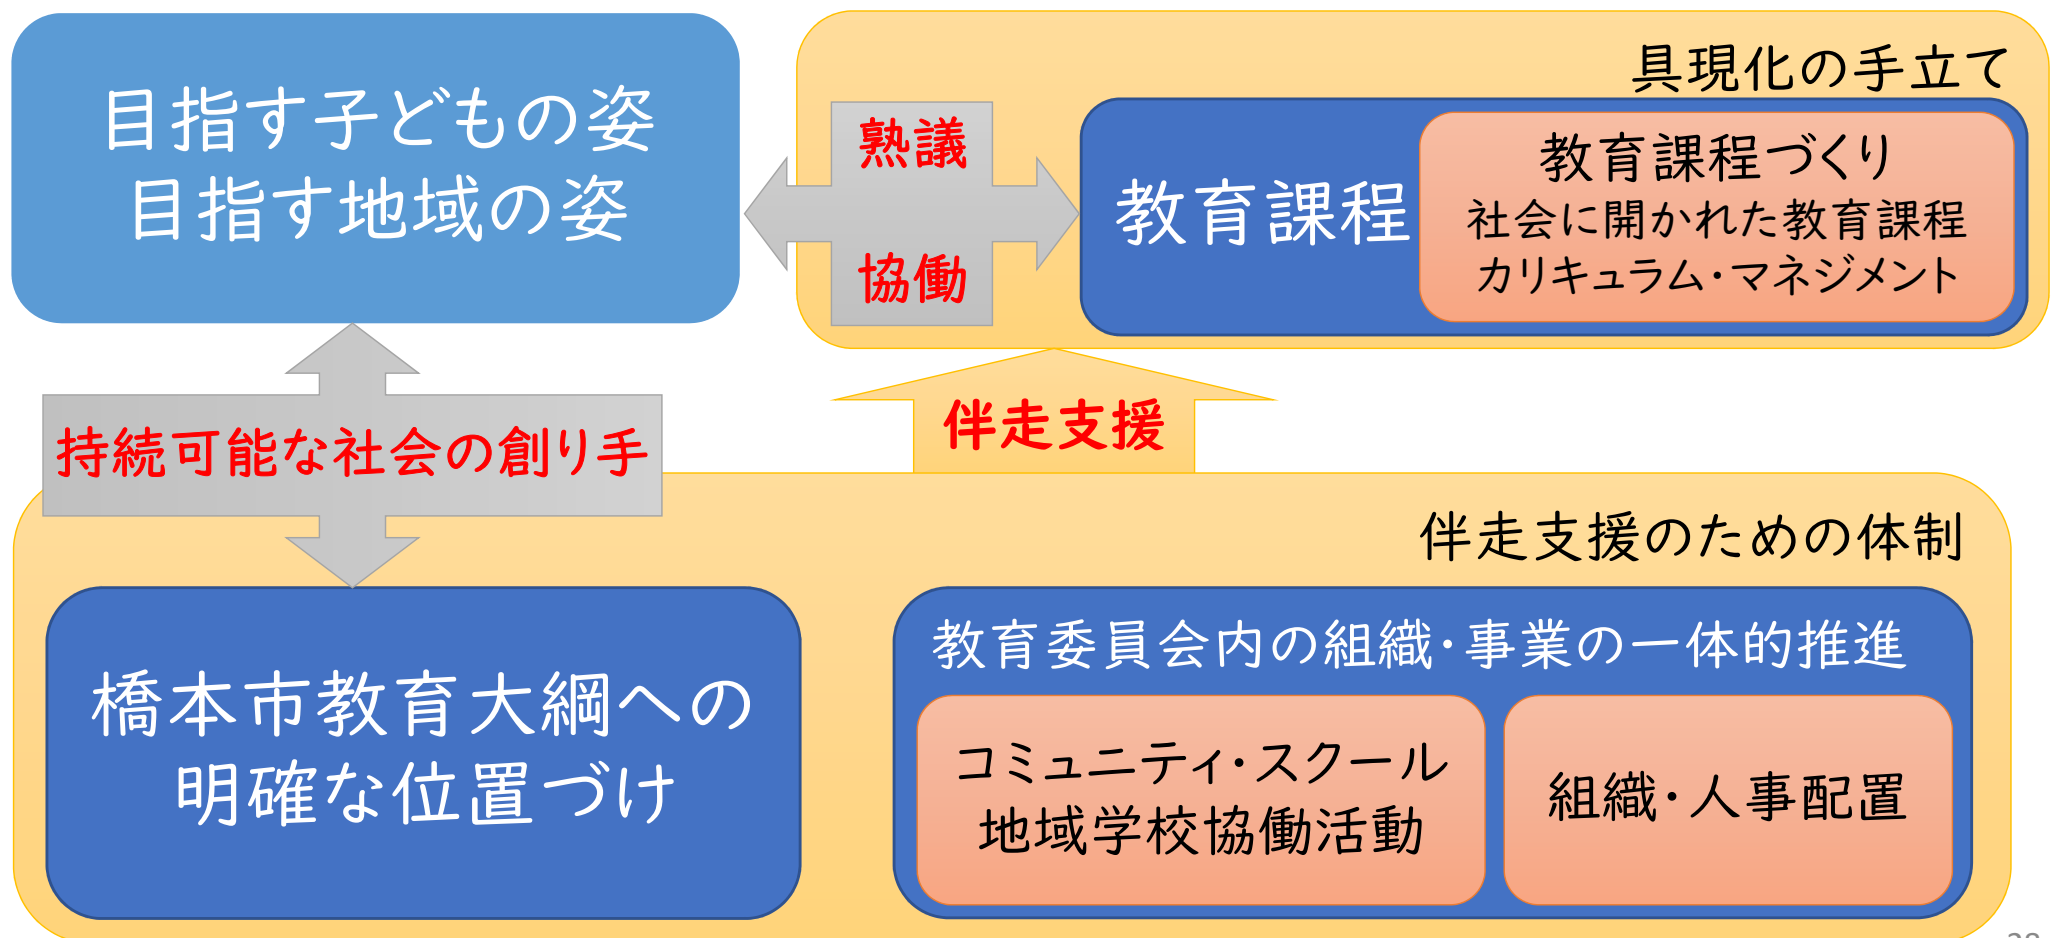 目指す子どもの姿
目指す地域の姿
具現化の手立て
熟議
協働
教育課程
教育課程づくり
社会に開かれた教育課程
カリキュラム・マネジメント
持続可能な社会の創り手
伴走支援
伴走支援のための体制
橋本市教育大綱への
明確な位置づけ
教育委員会内の組織・事業の一体的推進
コミュニティ・スクール
地域学校協働活動
組織・人事配置